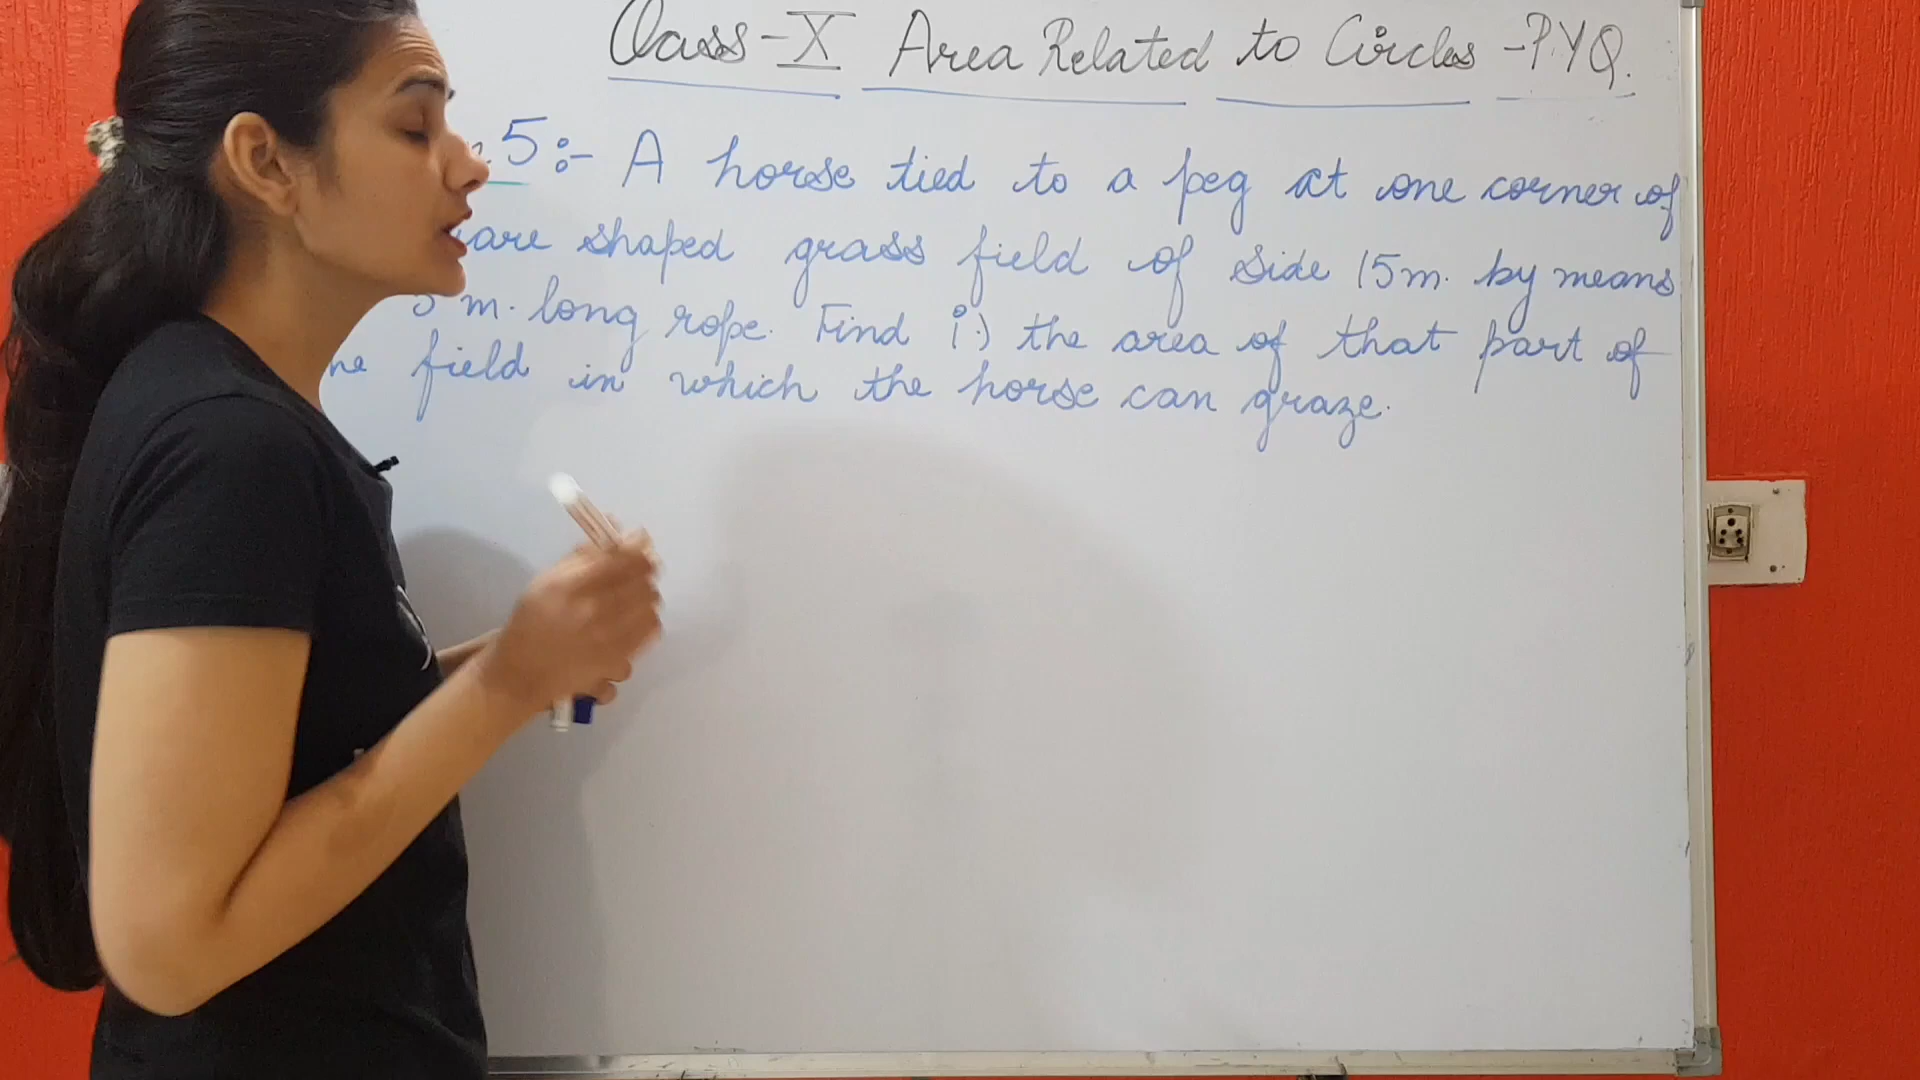 Class-X Area Related to Circles -PYQ.
5:- A horse tied to a peg at one corner of
shaped grass field of side 15m. by means
5 m. long rope. Find i.) the area of that part of
field in which the horse can graze.